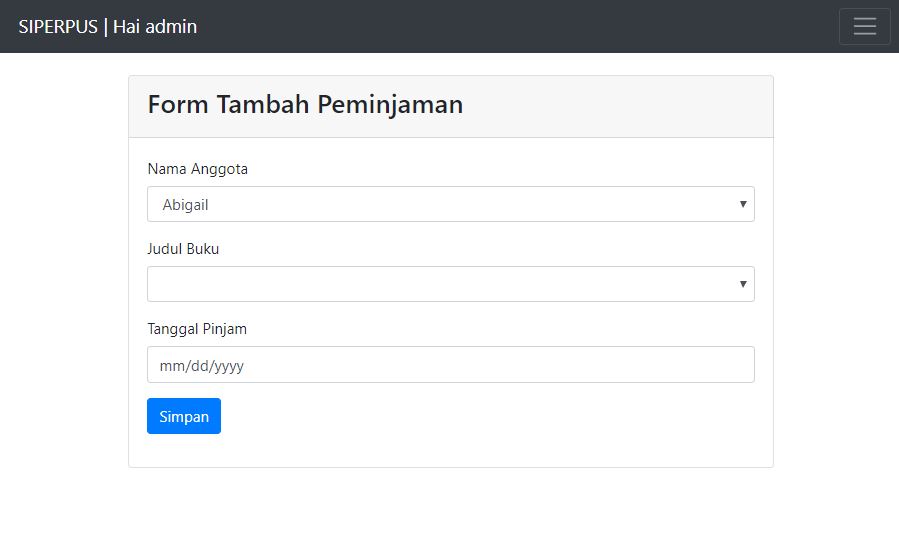 SIPERPUS | Hai admin
Form Tambah Peminjaman
Nama Anggota
Abigail
Judul Buku
Tanggal Pinjam
mm/dd/yyyy
Simpan